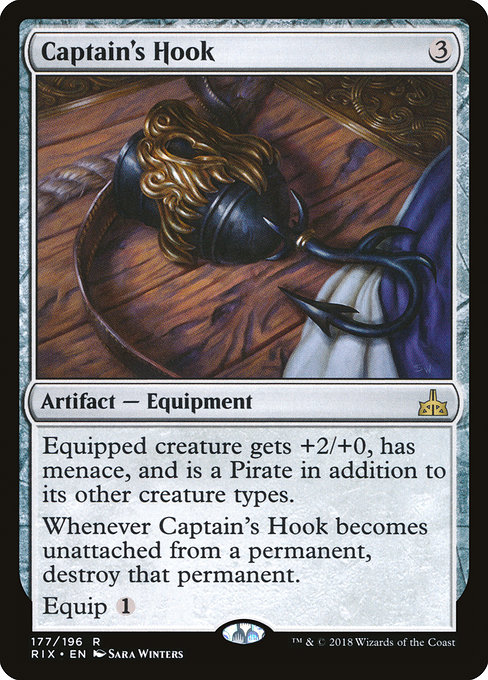 Captain's Hook 3
Artifact — Equipment
Equipped creature gets +2/+0, has
menace, and is a Pirate in addition to
its other creature types.
Whenever Captain's Hook becomes
unattached from a permanent,
destroy that permanent.
Equip 1
177/196 R
RIX • EN Sara Winters
™ & © 2018 Wizards of the Coast